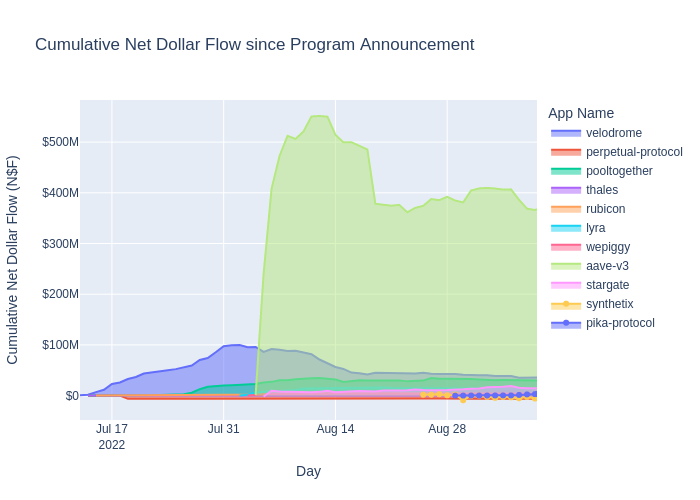 Cumulative Net Dollar Flow since Program Announcement
Cumulative Net Dollar Flow (N$F)
$500M
$400M
$300M
$200M
$100M
$0
Jul 17
2022
Jul 31
Aug 14
Aug 28
Day
App Name
velodrome
perpetual-protocol
pooltogether
thales
rubicon
lyra
wepiggy
aave-v3
stargate
synthetix
pika-protocol